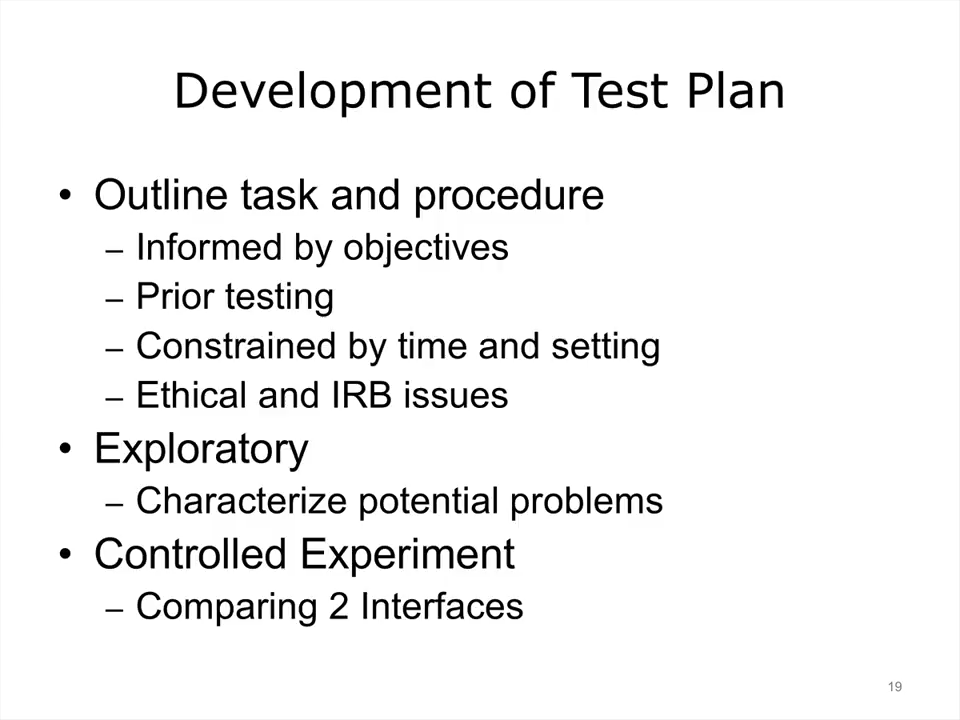 Development of Test Plan
• Outline task and procedure
– Informed by objectives
– Prior testing
– Constrained by time and setting
– Ethical and IRB issues
• Exploratory
– Characterize potential problems
• Controlled Experiment
– Comparing 2 Interfaces
19